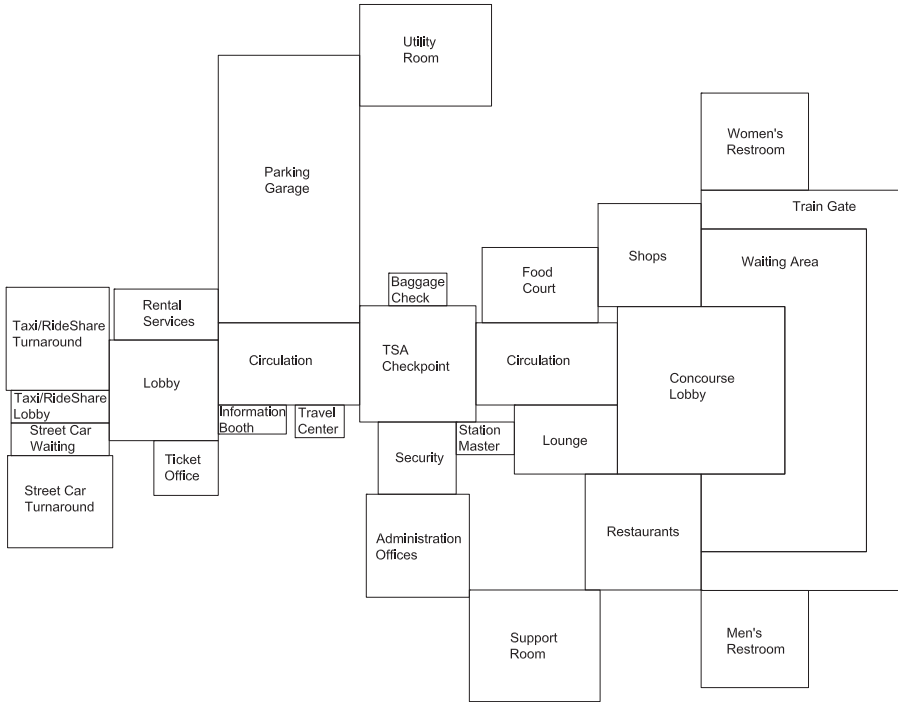 Utility
Room
Women's
Restroom
Parking
Garage
Train Gate
Shops
Waiting Area
Food
Court
Baggage
Check
Rental
Services
Taxi/RideShare
Turnaround
Lobby
Circulation
TSA
Checkpoint
Circulation
Concourse
Lobby
Taxi/RideShare
Lobby
Information
Booth
Travel
Center
Street Car
Waiting
Station
Master
Lounge
Ticket
Office
Security
Street Car
Turnaround
Administration
Offices
Restaurants
Support
Room
Men's
Restroom